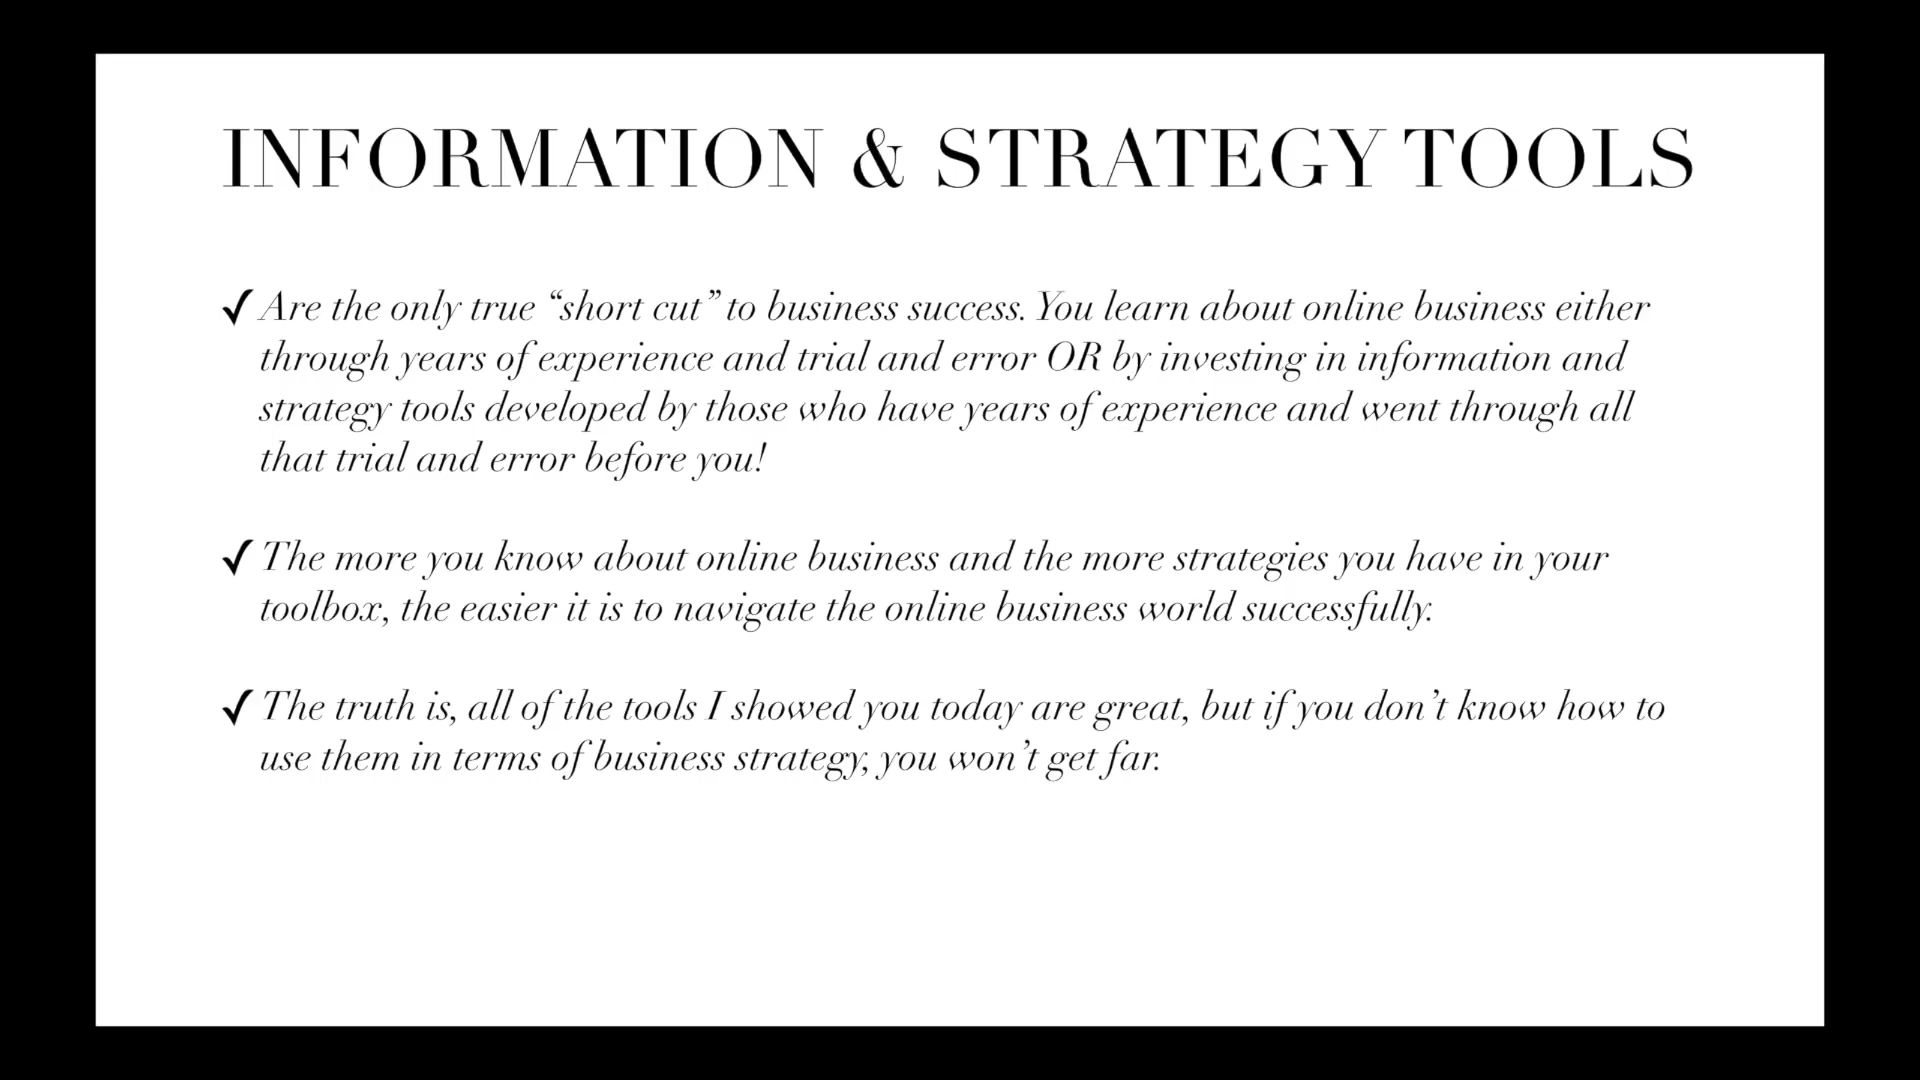 INFORMATION & STRATEGY TOOLS
✓ Are the only true “short cut” to business success. You learn about online business either
through years of experience and trial and error OR by investing in information and
strategy tools developed by those who have years of experience and went through all
that trial and error before you!
✓ The more you know about online business and the more strategies you have in your
toolbox, the easier it is to navigate the online business world successfully.
✓ The truth is, all of the tools I showed you today are great, but if you don’t know how to
use them in terms of business strategy, you won’t get far.